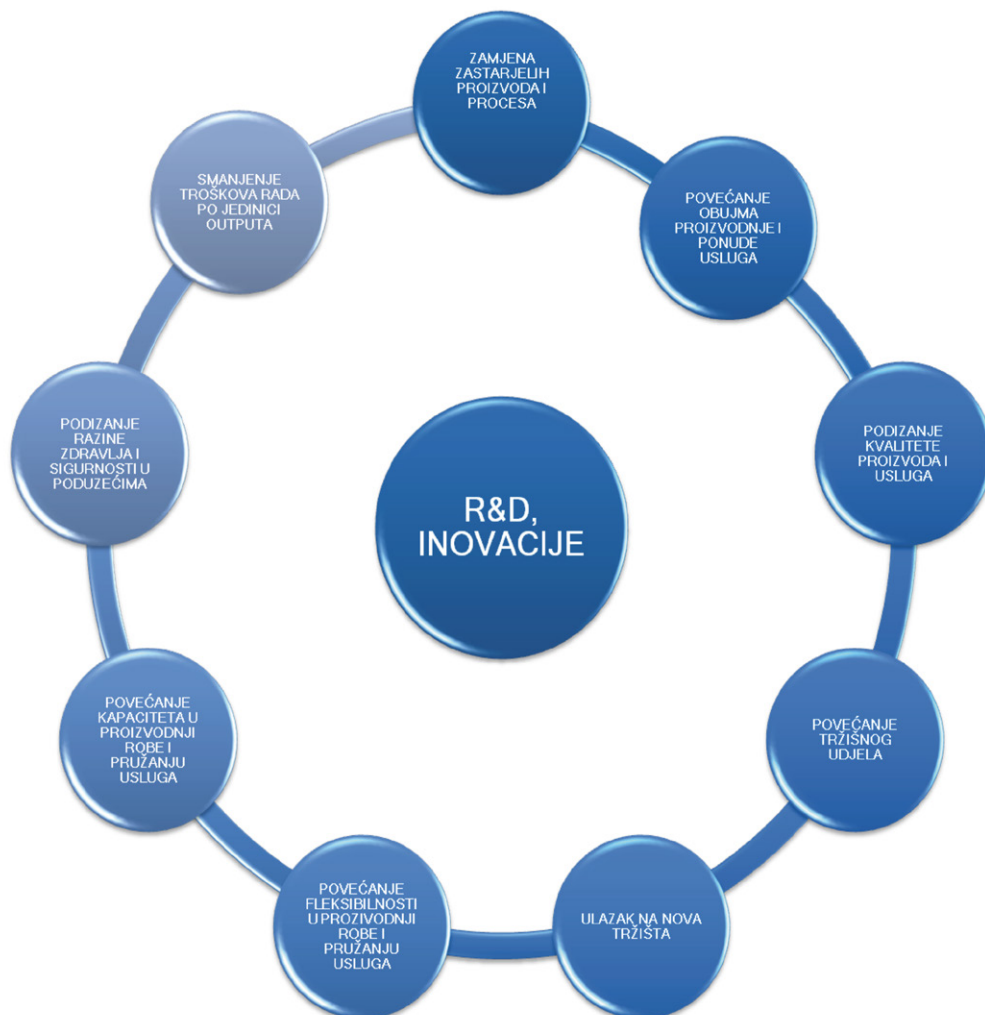 ZAMJENA
ZASTARJELIH
PROIZVODA I
PROCESA
POVEĆANJE
OBUJMA
PROIZVODNJE I
PONUDE
USLUGA
PODIZANJE
KVALITETE
PROIZVODA I
USLUGA
POVEĆANJE
TRŽIŠNOG
UDJELA
ULAZAK NA NOVA
TRŽIŠTA
POVEĆANJE
FLEKSIBILNOSTI
U PROZIVODNJI
ROBE I
PRUŽANJU
USLUGA
POVEĆANJE
KAPACITETA U
PROIZVODNJI
ROBE I
PRUŽANJU
USLUGA
PODIZANJE
RAZINE
ZDRAVLJA I
SIGURNOSTI U
PODUZEĆIMA
SMANJENJE
TROŠKOVA RADA
PO JEDINICI
OUTPUTA
R&D,
INOVACIJE